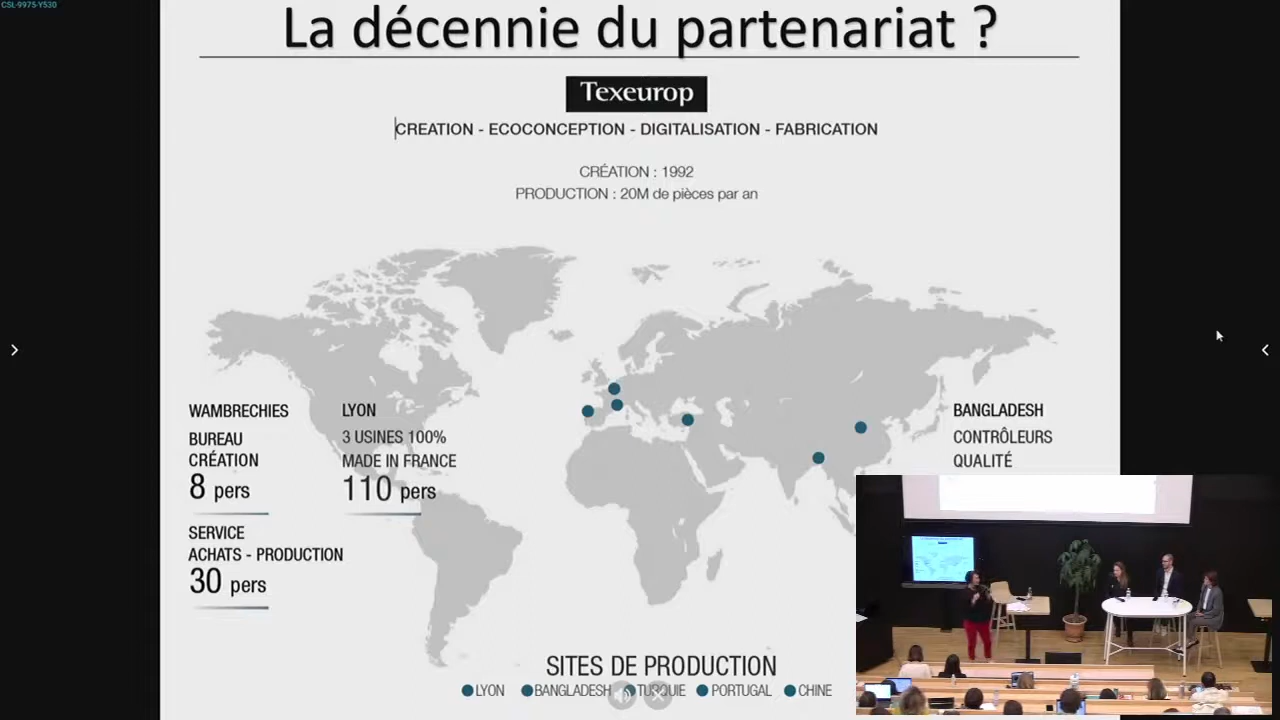 CSL-9975-Y530
La décennie du partenariat ?
Texeurop
CREATION - ECOCONCEPTION - DIGITALISATION - FABRICATION
CRÉATION : 1992
PRODUCTION : 20M de pièces par an
WAMBRECHIES
BUREAU
CRÉATION
8 pers
SERVICE
ACHATS - PRODUCTION
30 pers
LYON
3 USINES 100%
MADE IN FRANCE
110 pers
BANGLADESH
CONTRÔLEURS
QUALITÉ
SITES DE PRODUCTION
LYON BANGLADESH TURQUIE PORTUGAL CHINE